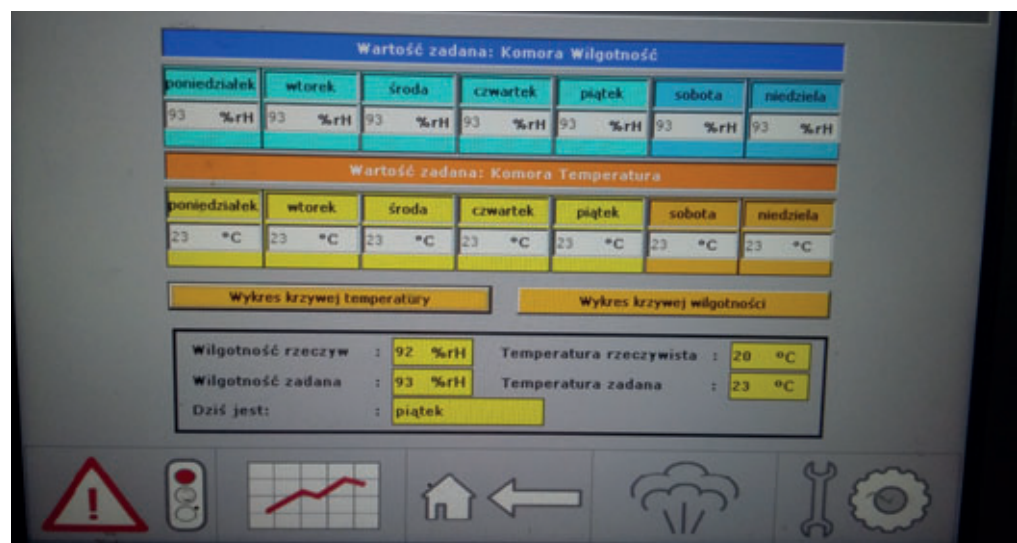 Wartość zadana: Komora Wilgotność
poniedziałek wtorek środa czwartek piątek sobota niedziela
93 %rH 93 %rH 93 %rH 93 %rH 93 %rH 93 %rH 93 %rH
Wartość zadana: Komora Temperatura
poniedziałek wtorek środa czwartek piątek sobota niedziela
23 °C 23 °C 23 °C 23 °C 23 °C 23 °C 23 °C
Wykres krzywej temperatury Wykres krzywej wilgotności
Wilgotność rzeczyw : 92 %rH Temperatura rzeczywista : 20 °C
Wilgotność zadana : 93 %rH Temperatura zadana : 23 °C
Dziś jest: : piątek